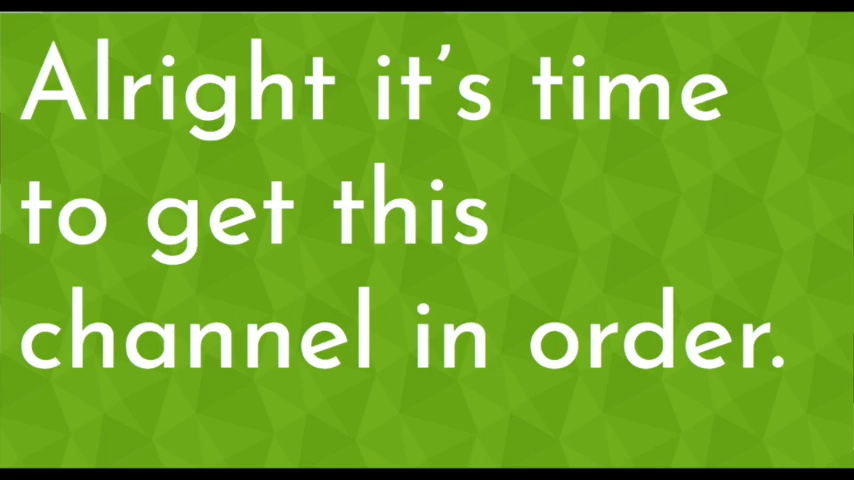 Alright it’s time
to get this
channel in order.